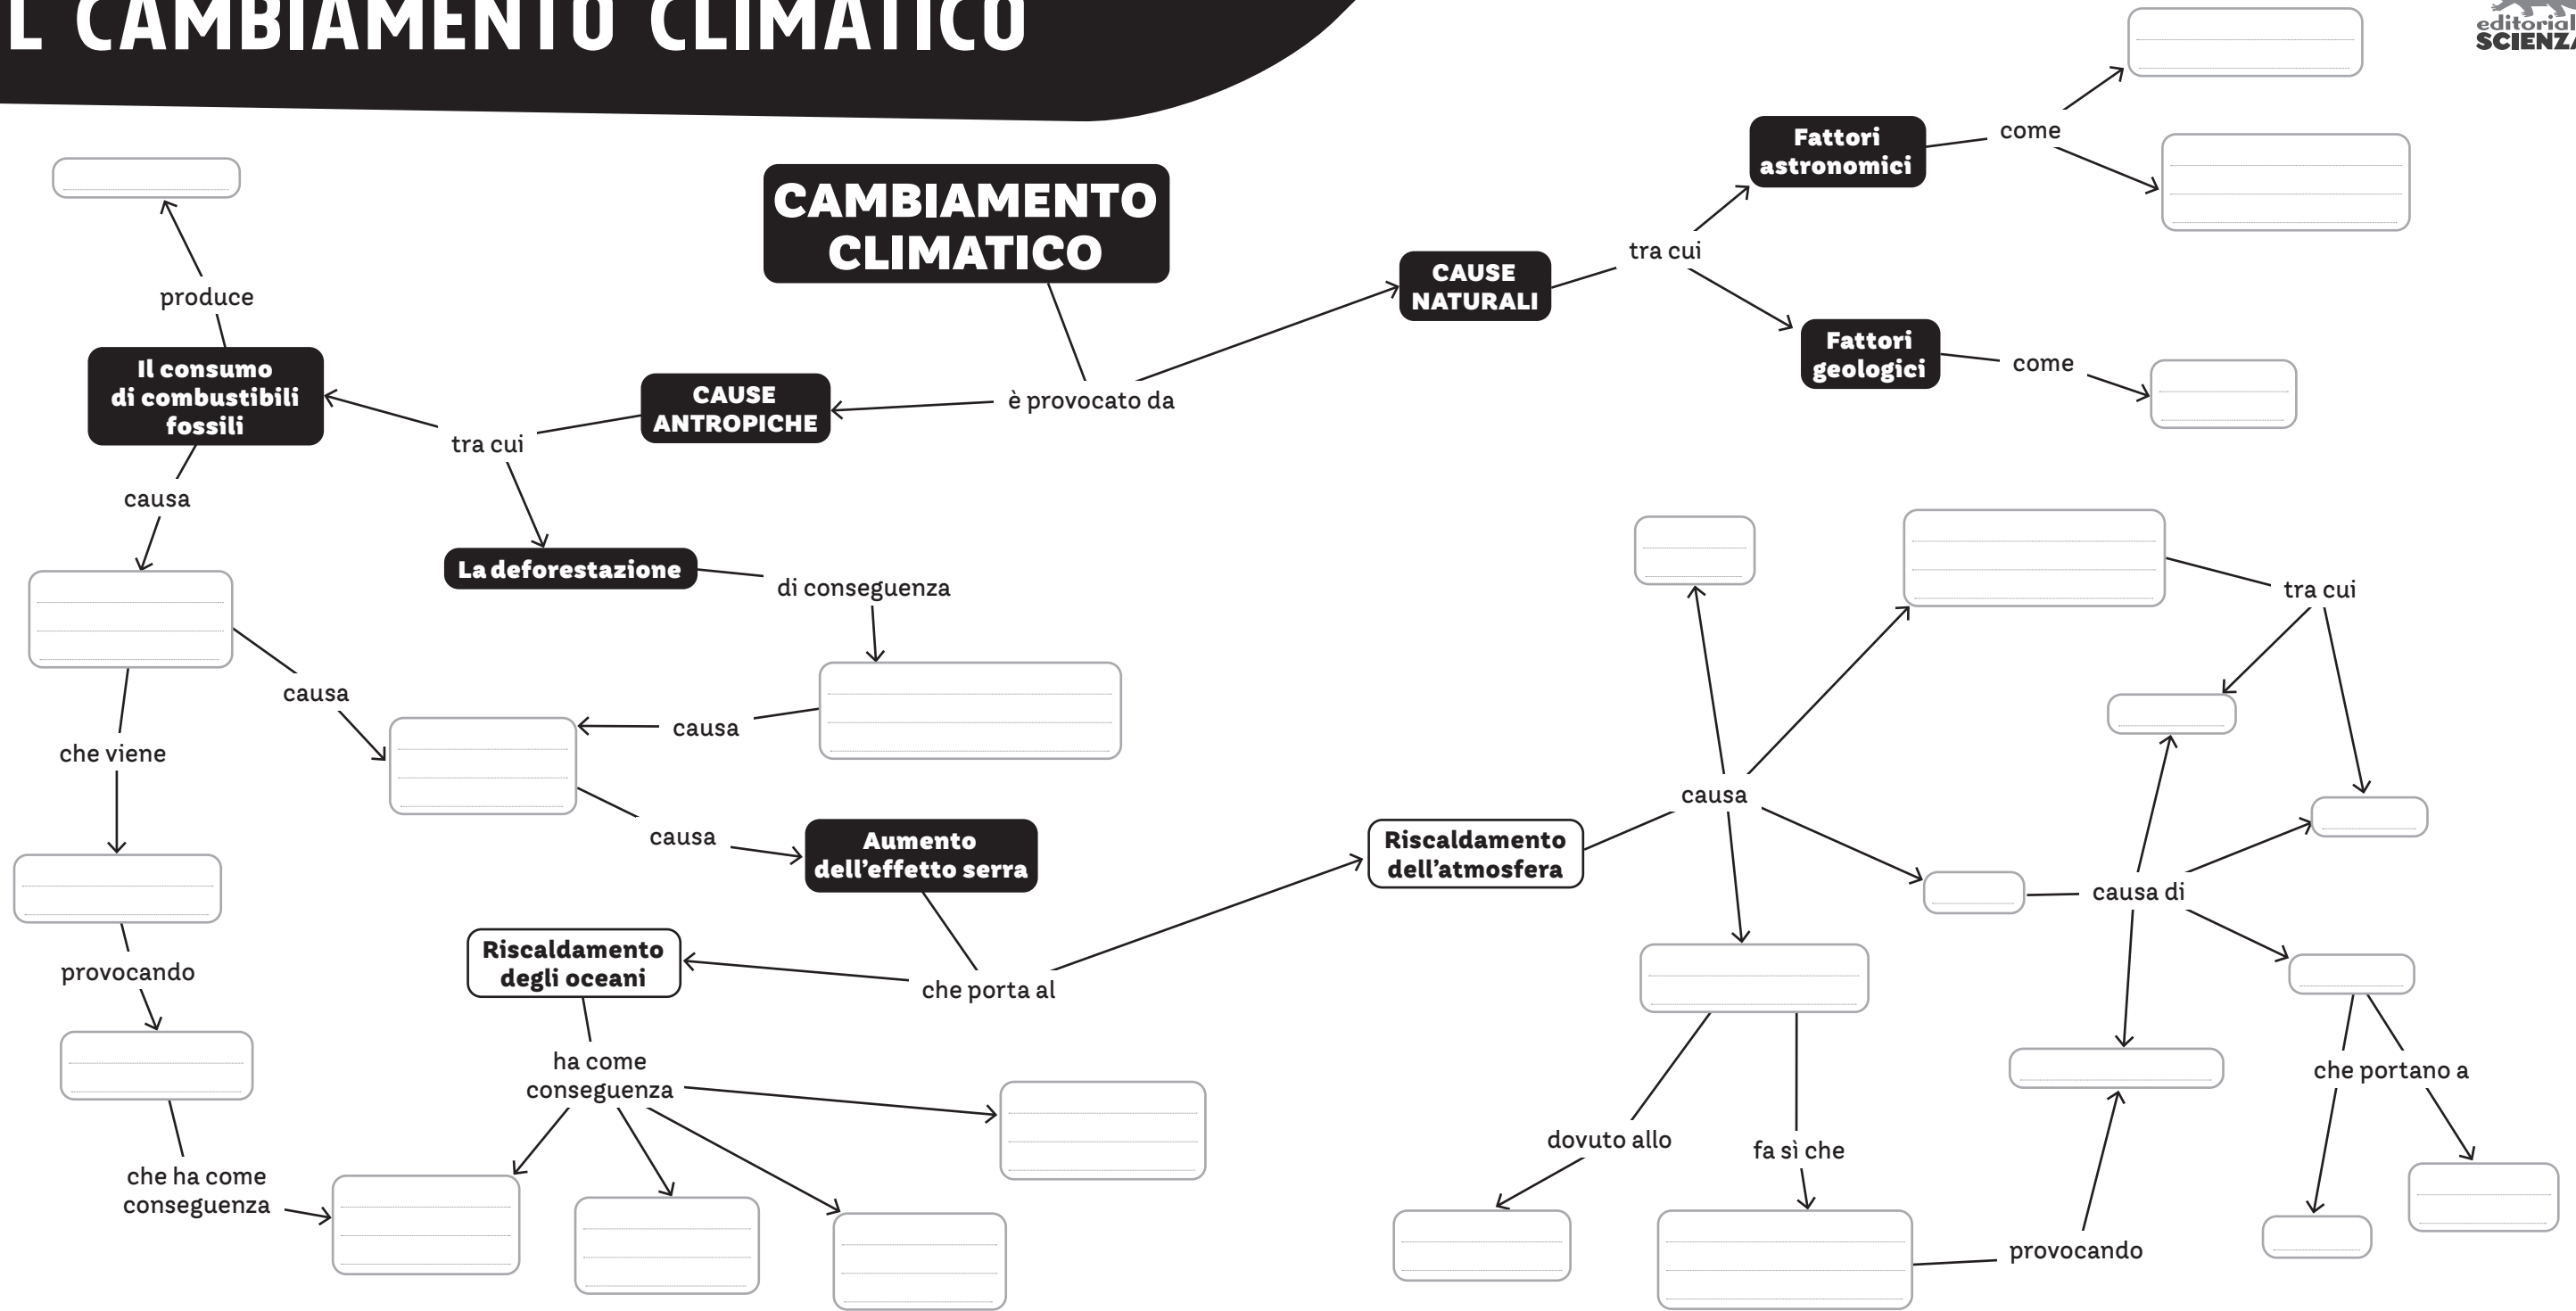 L CAMBIAMENTO CLIMATICO
editoriale
SCIENZA
Fattori
astronomici
come
CAMBIAMENTO
CLIMATICO
CAUSE
NATURALI
tra cui
produce
Fattori
geologici
come
Il consumo
di combustibili
fossili
CAUSE
ANTROPICHE
è provocato da
tra cui
causa
La deforestazione
di conseguenza
tra cui
causa
causa
che viene
causa
causa
Aumento
dell'effetto serra
Riscaldamento
dell'atmosfera
causa di
provocando
Riscaldamento
degli oceani
che porta al
ha come
conseguenza
che portano a
dovuto allo
fa sì che
che ha come
conseguenza
provocando